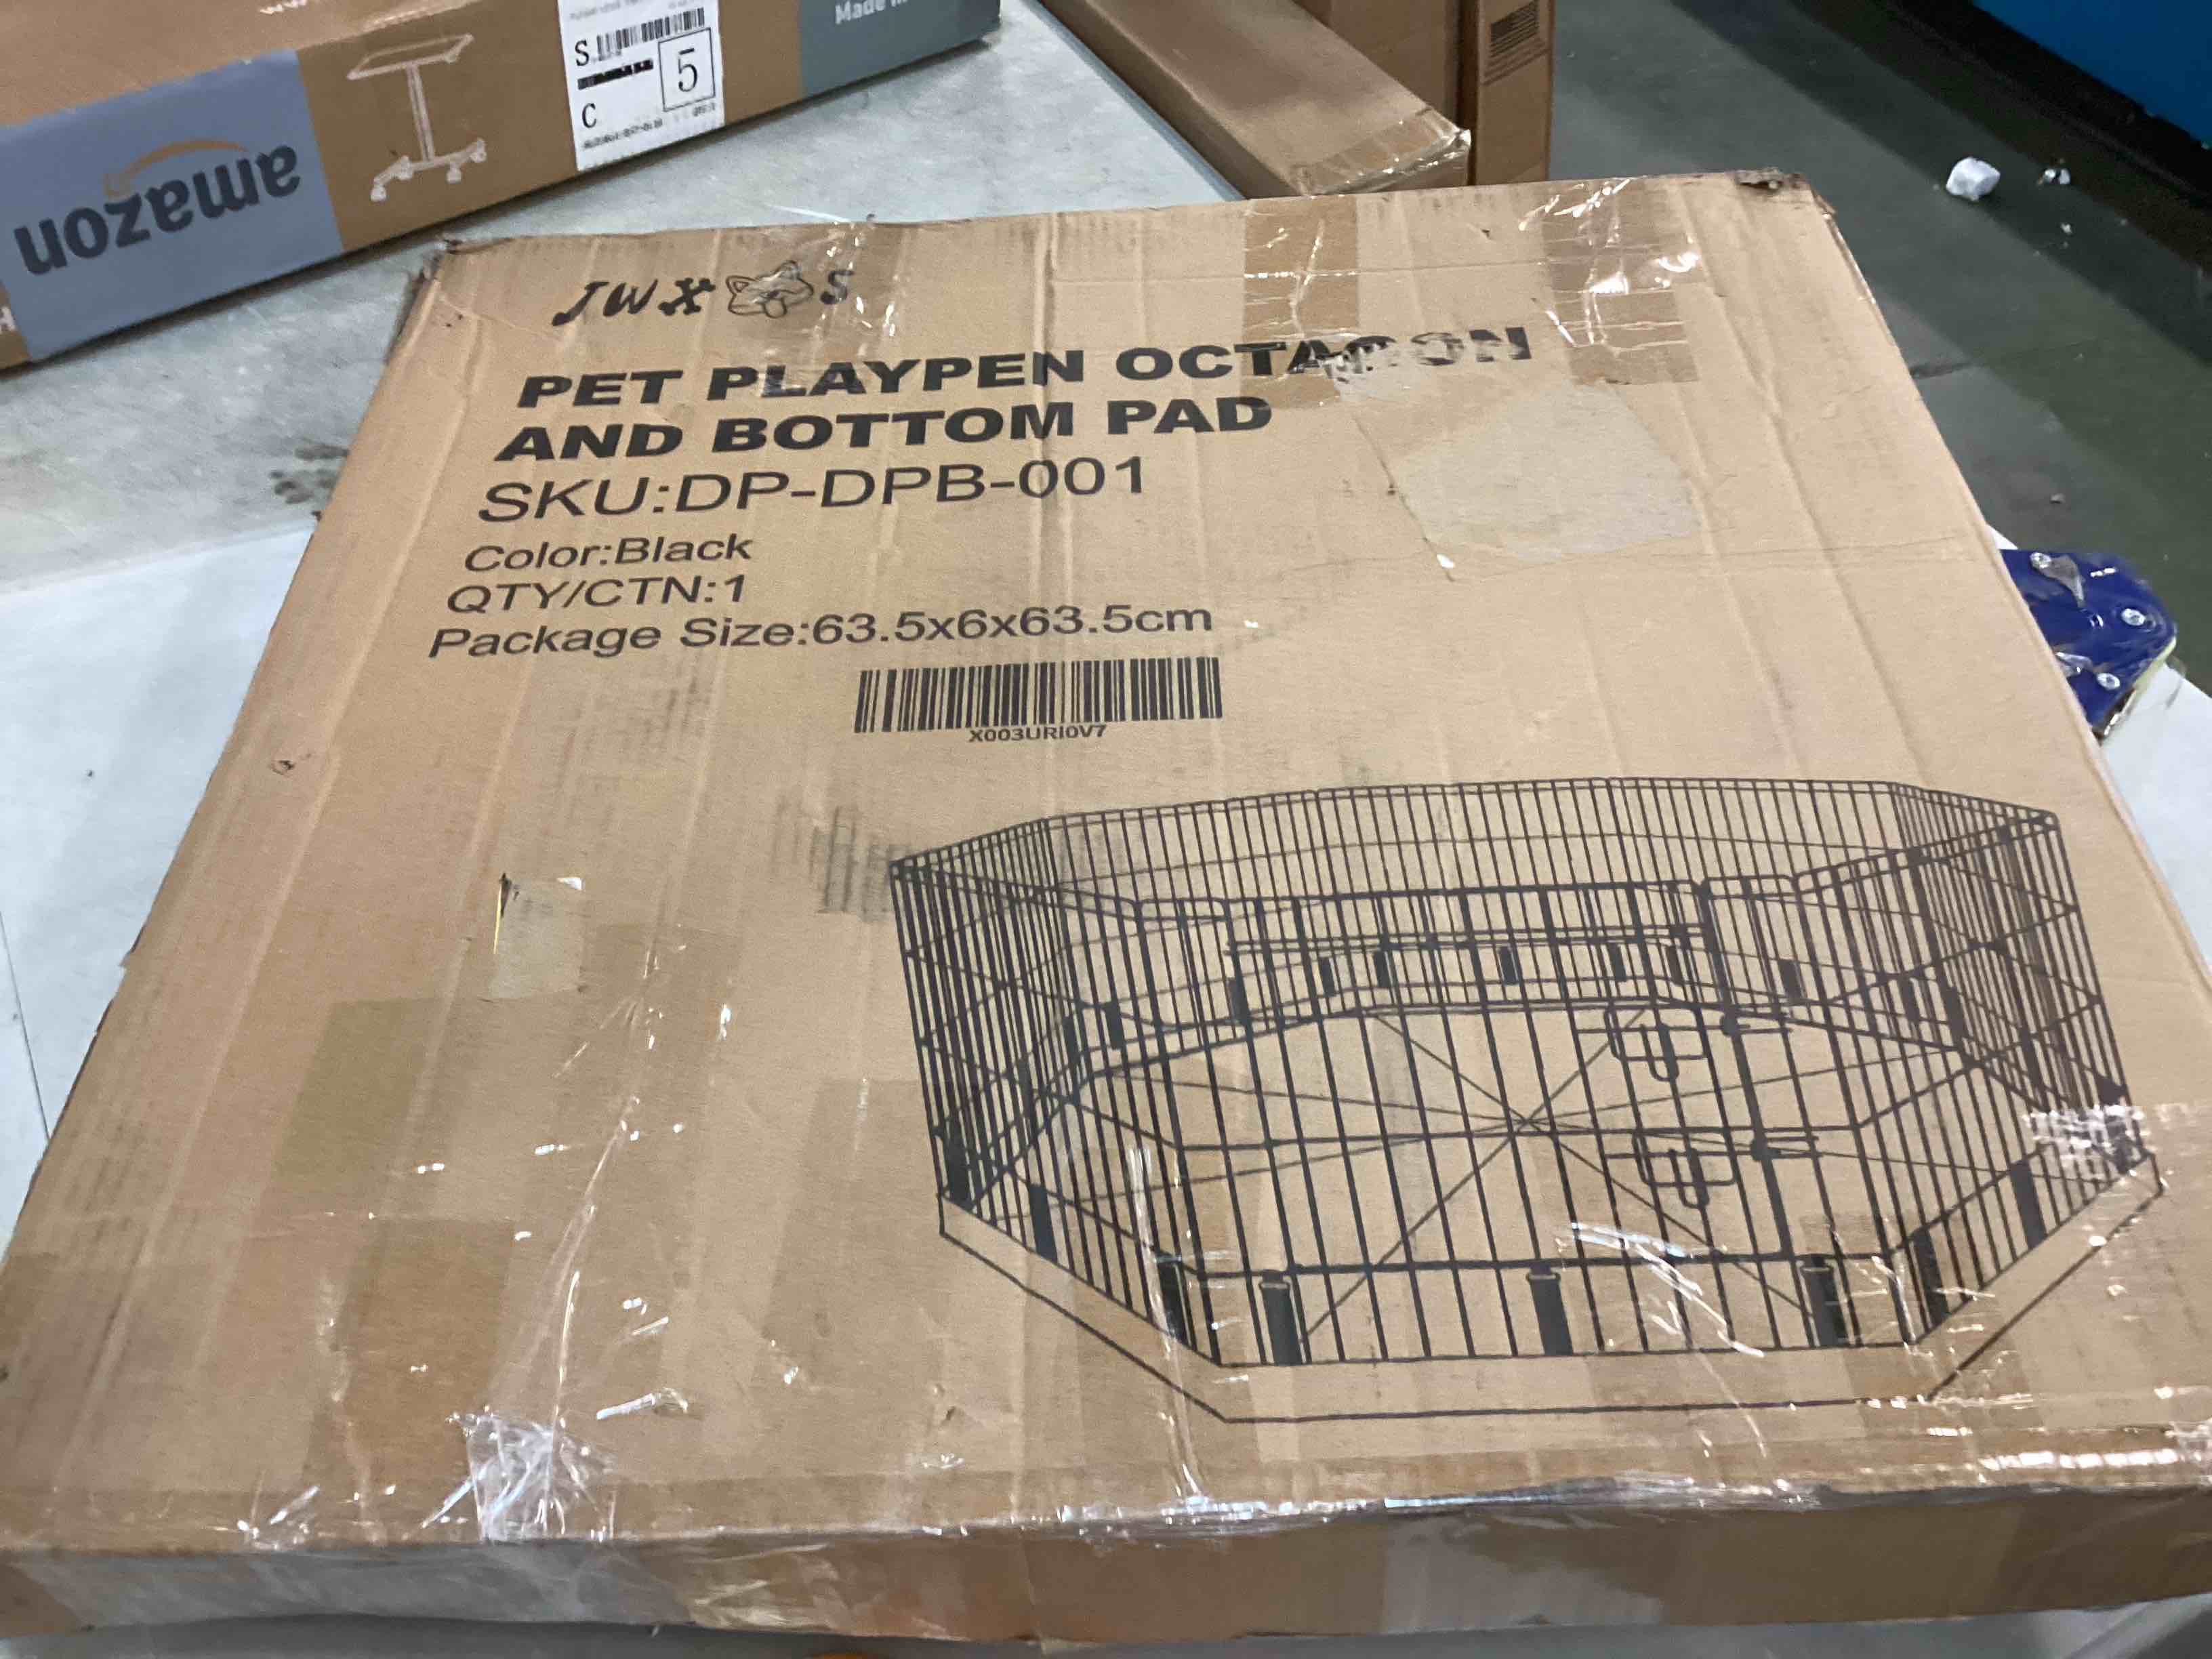 amazon
S
C
5
Made
JWX S
PET PLAYPEN OCTAGON
AND BOTTOM PAD
SKU:DP-DPB-001
Color:Black
QTY/CTN:1
Package Size:63.5x6x63.5cm
X003URI0V7